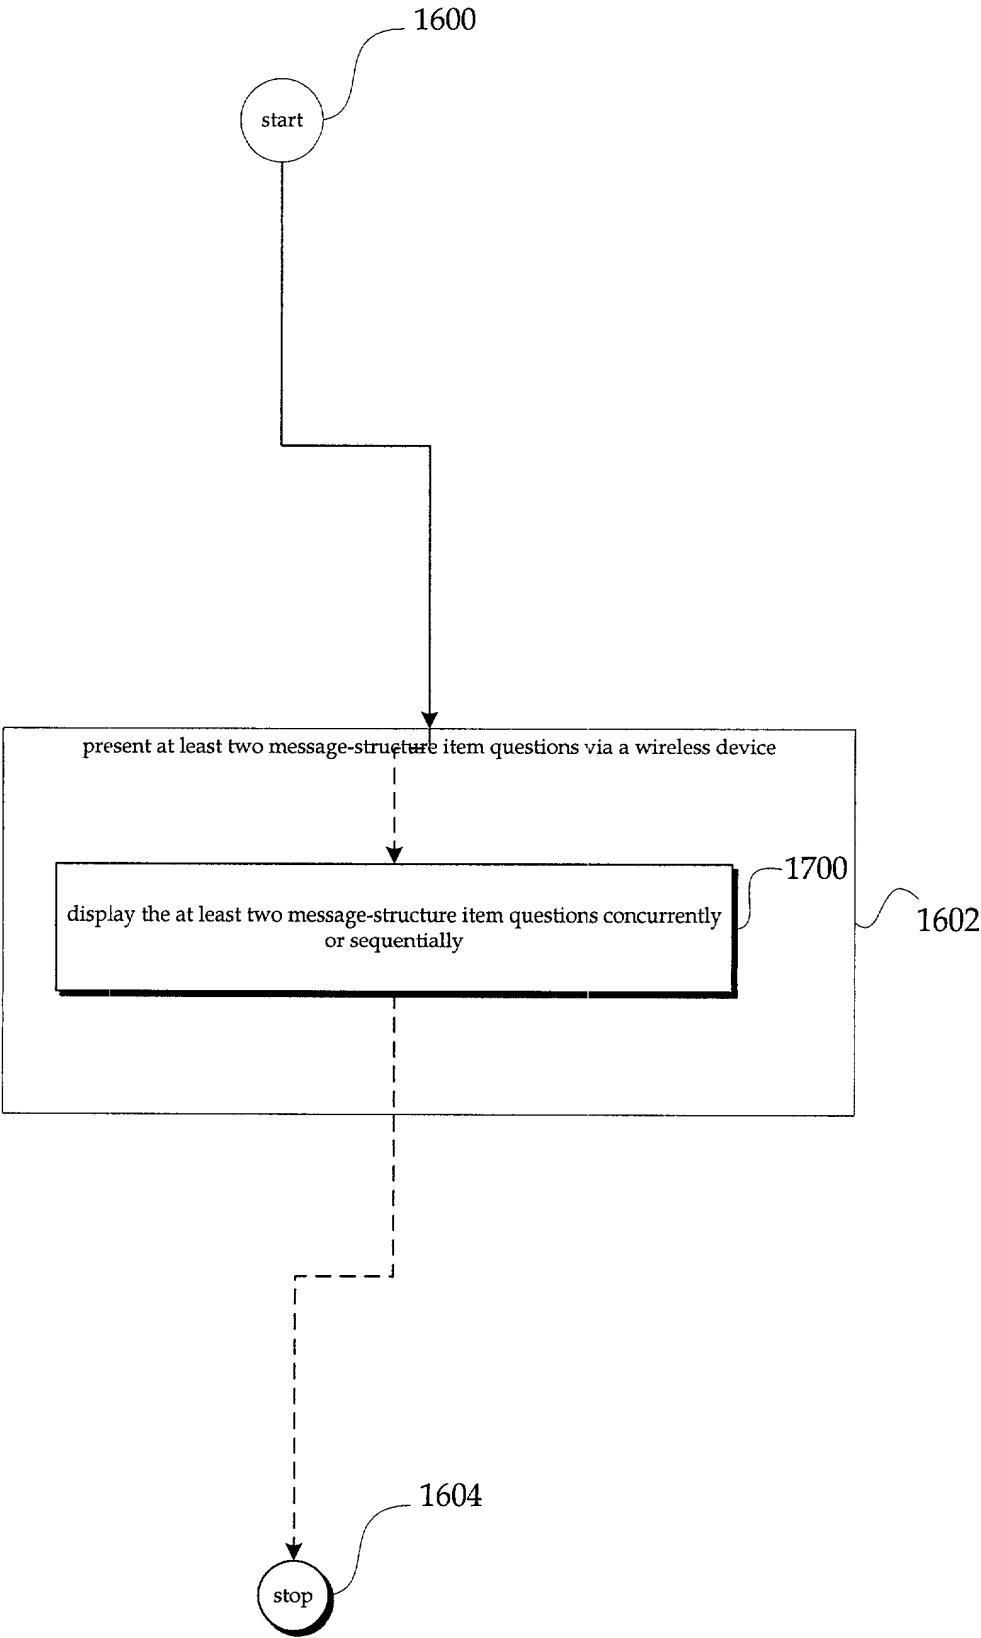 1600
start
present at least two message-structure item questions via a wireless device
1700
display the at least two message-structure item questions concurrently
or sequentially
1602
1604
stop